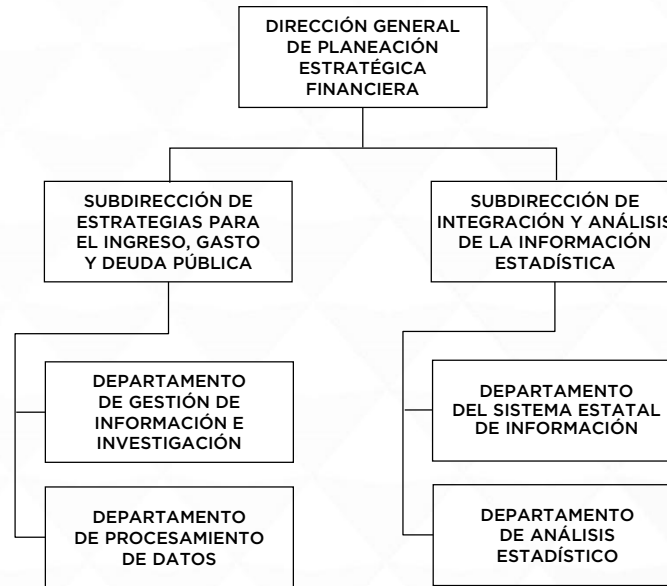 DIRECCIÓN GENERAL
DE PLANEACIÓN
ESTRATÉGICA
FINANCIERA
SUBDIRECCIÓN DE
ESTRATEGIAS PARA
EL INGRESO, GASTO
Y DEUDA PÚBLICA
SUBDIRECCIÓN DE
INTEGRACIÓN Y ANÁLISIS
DE LA INFORMACIÓN
ESTADÍSTICA
DEPARTAMENTO
DE GESTIÓN DE
INFORMACIÓN E
INVESTIGACIÓN
DEPARTAMENTO
DEL SISTEMA ESTATAL
DE INFORMACIÓN
DEPARTAMENTO
DE PROCESAMIENTO
DE DATOS
DEPARTAMENTO
DE ANÁLISIS
ESTADÍSTICO